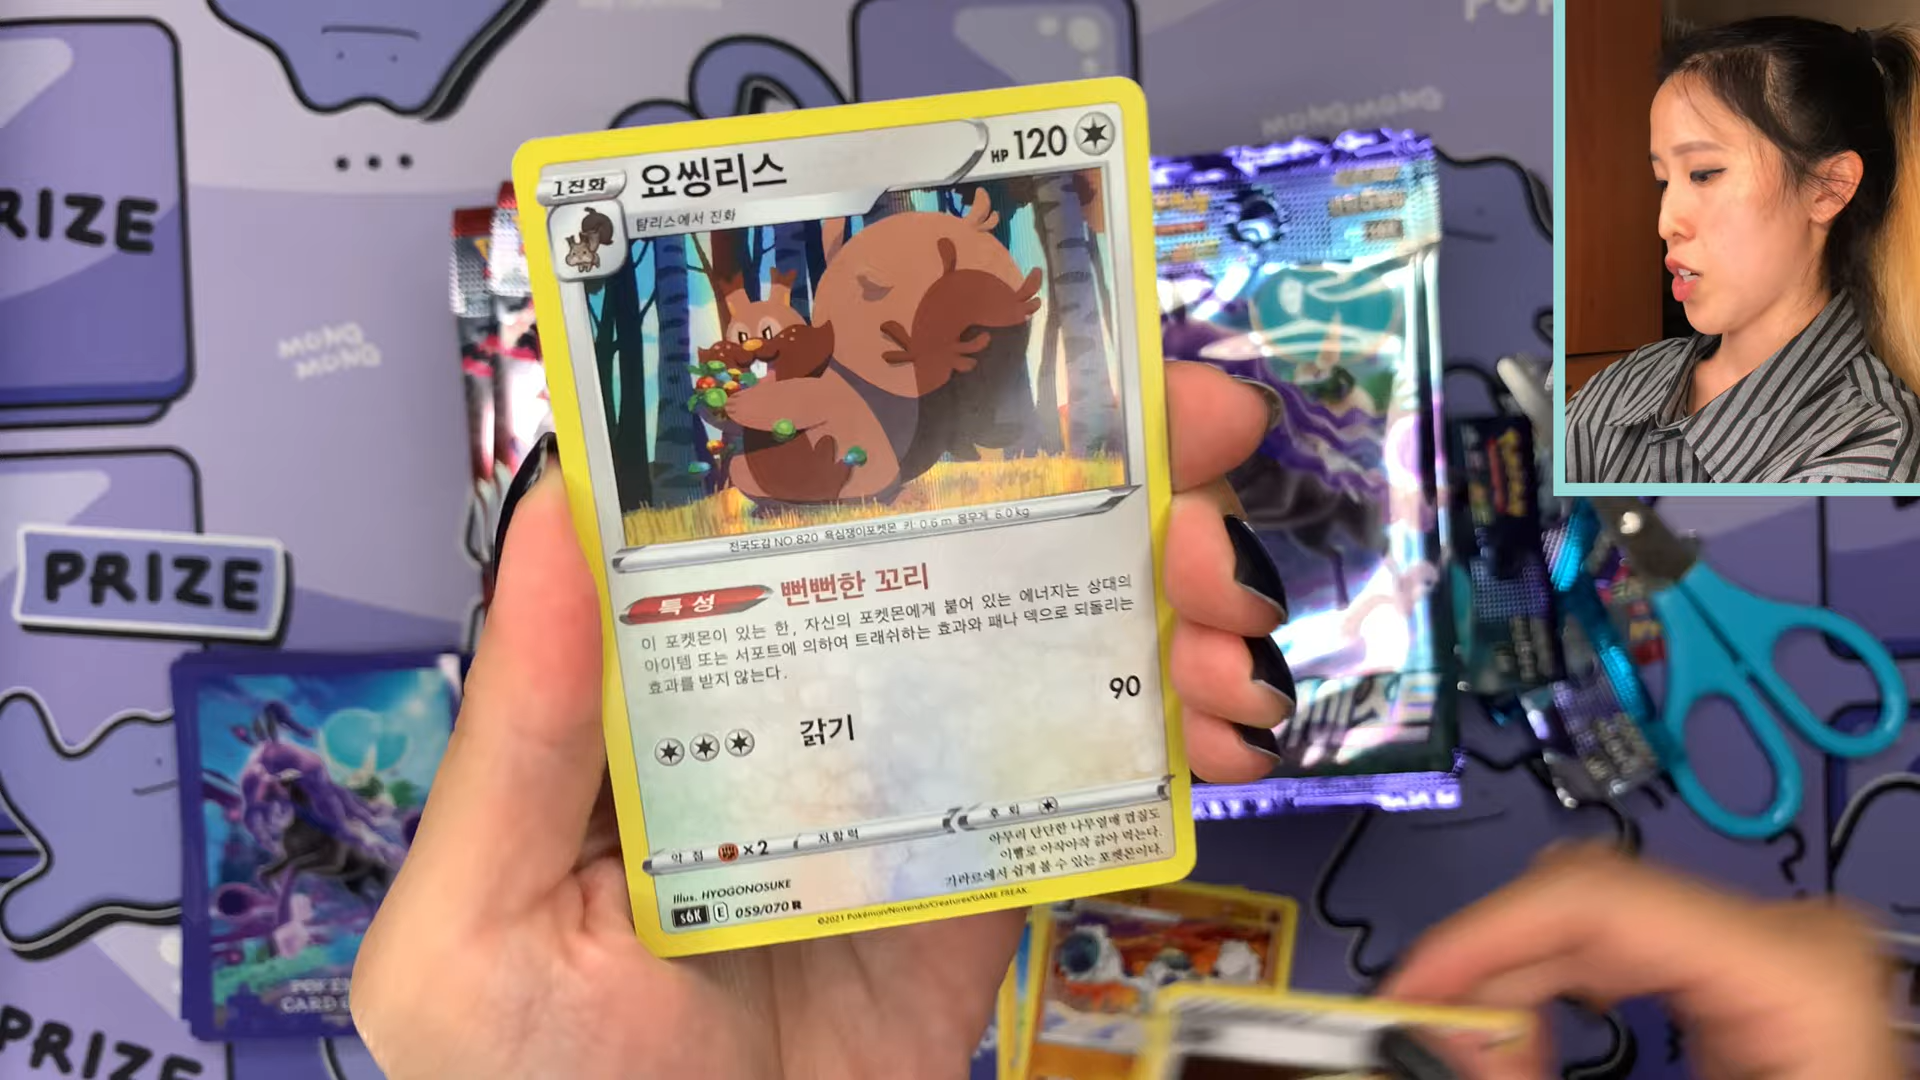 RIZE
MONG
MONG
MONGMONG
PRIZE
PRIZE
1진화
요씽리스
HP 120
탐리스에서 진화
전국도감 NO.820 욕심쟁이포켓몬 키: 0.6 m 몸무게: 6.0 kg
특성
뻔뻔한 꼬리
이 포켓몬이 있는 한, 자신의 포켓몬에게 붙어 있는 에너지는 상대의
아이템 또는 서포트에 의하여 트래쉬하는 효과와 패나 덱으로 되돌리는
효과를 받지 않는다.
갉기
90
약점 ×2
저항력
후퇴
아무리 단단한 나무열매 껍질도
이빨로 아작아작 갉아 먹는다.
가라르에서 쉽게 볼 수 있는 포켓몬이다.
Illus. HYOGONOSUKE
s6K E 059/070 R
©2021 Pokémon/Nintendo/Creatures/GAME FREAK